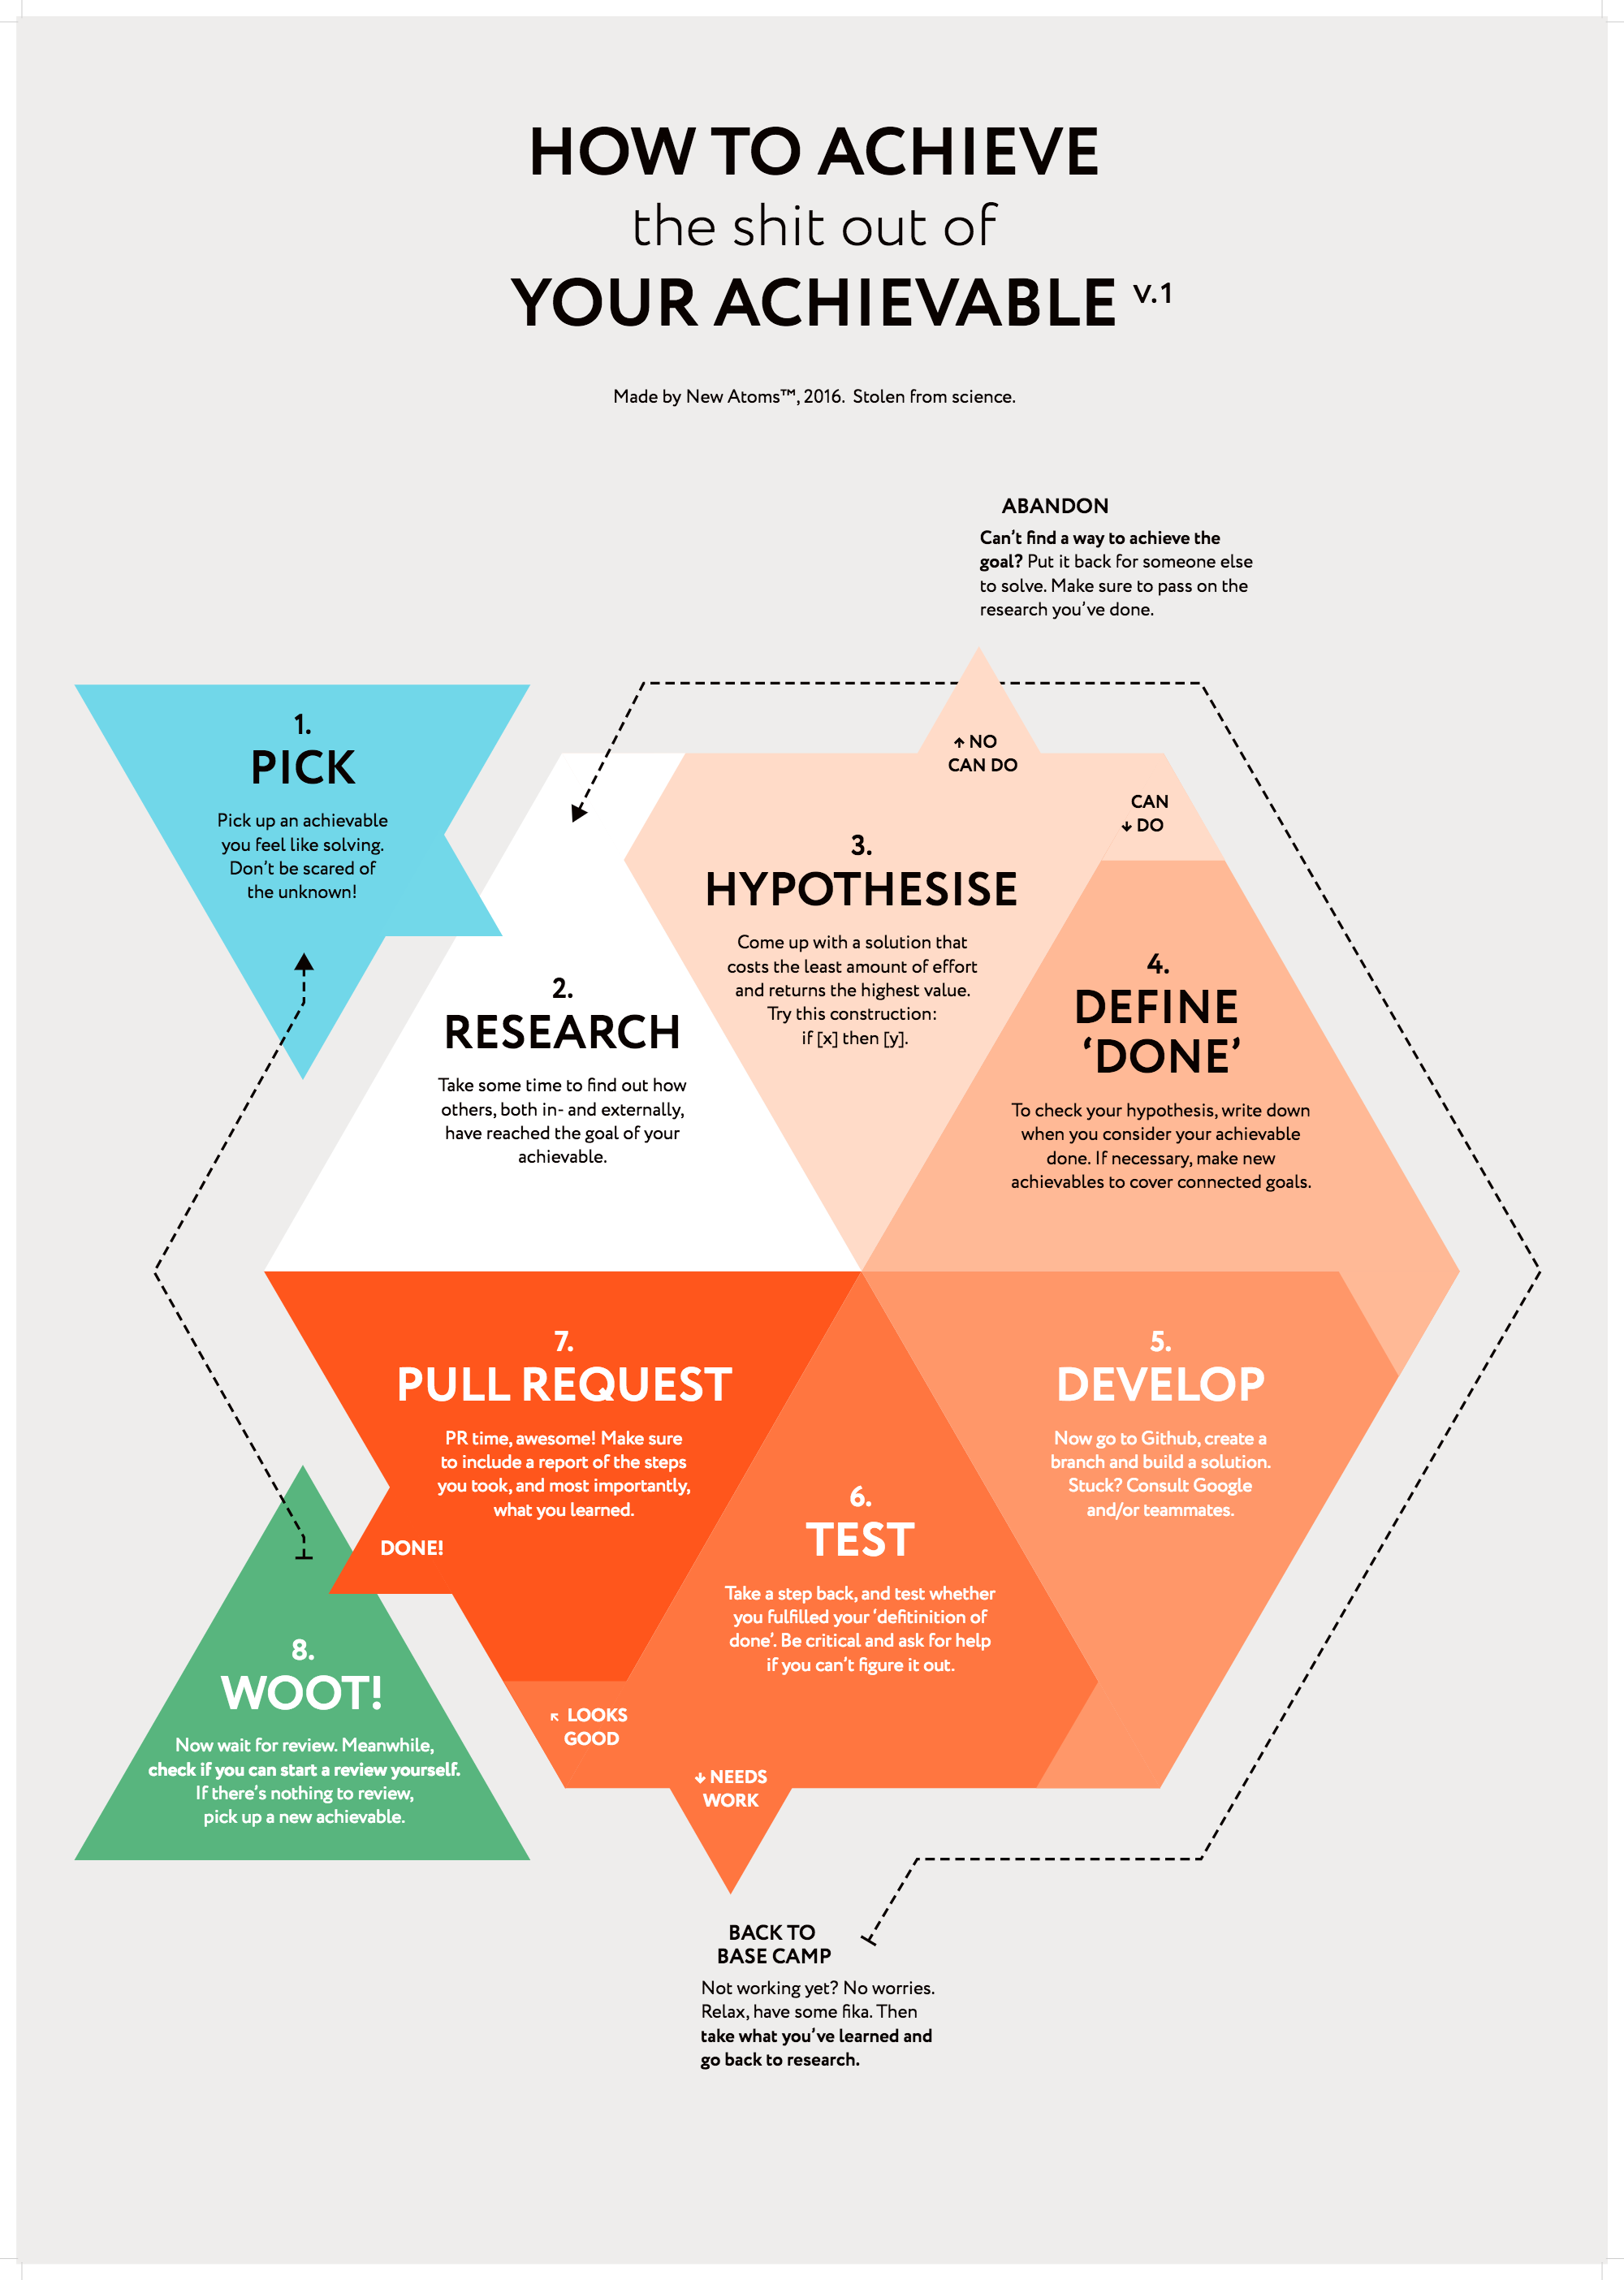 HOW TO ACHIEVE
the shit out of
YOUR ACHIEVABLE v.1
Made by New Atoms™, 2016. Stolen from science.
ABANDON
Can't find a way to achieve the
goal? Put it back for someone else
to solve. Make sure to pass on the
research you've done.
1.
PICK
Pick up an achievable
you feel like solving.
Don't be scared of
the unknown!
2.
RESEARCH
Take some time to find out how
others, both in- and externally,
have reached the goal of your
achievable.
↑ NO
CAN DO
CAN
↓ DO
3.
HYPOTHESISE
Come up with a solution that
costs the least amount of effort
and returns the highest value.
Try this construction:
if [x] then [y].
4.
DEFINE
‘DONE’
To check your hypothesis, write down
when you consider your achievable
done. If necessary, make new
achievables to cover connected goals.
5.
DEVELOP
Now go to Github, create a
branch and build a solution.
Stuck? Consult Google
and/or teammates.
6.
TEST
Take a step back, and test whether
you fulfilled your ‘defitinition of
done’. Be critical and ask for help
if you can't figure it out.
↖ LOOKS
GOOD
↓ NEEDS
WORK
7.
PULL REQUEST
PR time, awesome! Make sure
to include a report of the steps
you took, and most importantly,
what you learned.
DONE!
8.
WOOT!
Now wait for review. Meanwhile,
check if you can start a review yourself.
If there's nothing to review,
pick up a new achievable.
BACK TO
BASE CAMP
Not working yet? No worries.
Relax, have some fika. Then
take what you've learned and
go back to research.